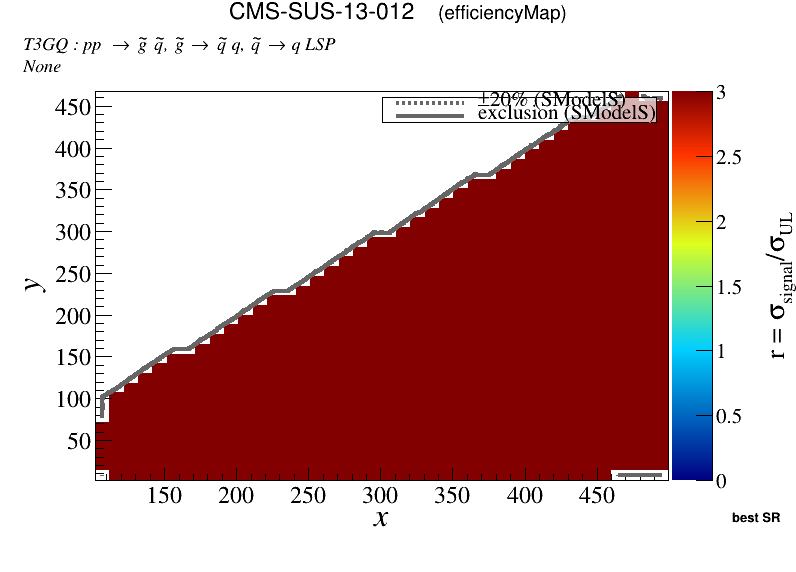 CMS-SUS-13-012 (efficiencyMap)
T3GQ : pp → g̃ q̃, g̃ → q̃ q, q̃ → q LSP
None
±20% (SModelS)
exclusion (SModelS)
450
400
350
300
250
200
150
100
50
y
150 200 250 300 350 400 450
x
3
2.5
2
1.5
1
0.5
0
r = σsignal/σUL
best SR